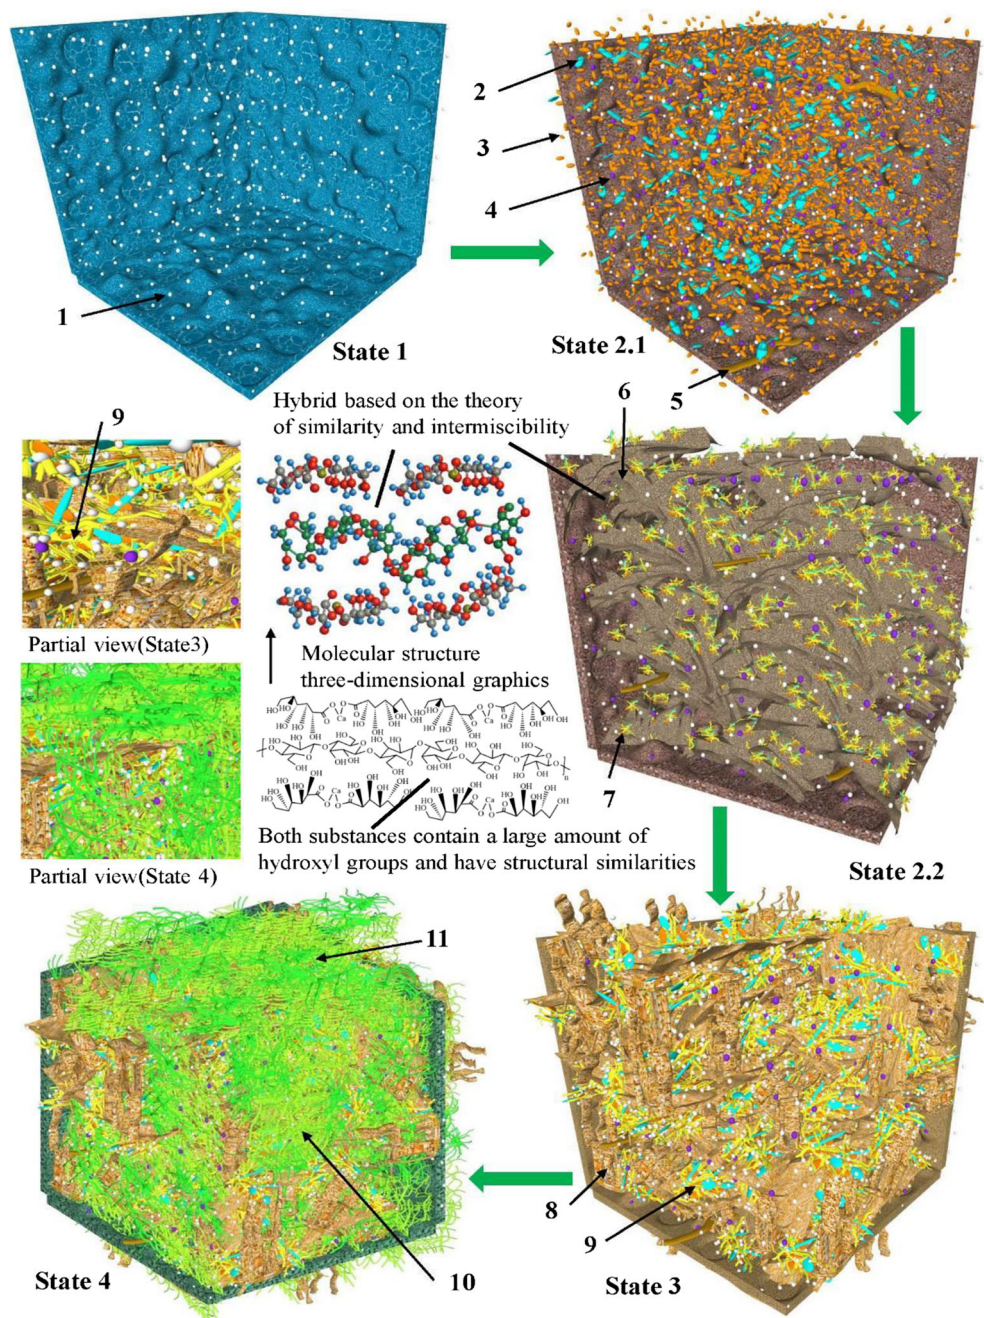 2
3
4
1
State 1
State 2.1
5
6
Hybrid based on the theory
of similarity and intermiscibility
9
Partial view(State3)
Molecular structure
three-dimensional graphics
7
Both substances contain a large amount of
hydroxyl groups and have structural similarities
Partial view(State 4)
State 2.2
11
8
9
10
State 4
State 3